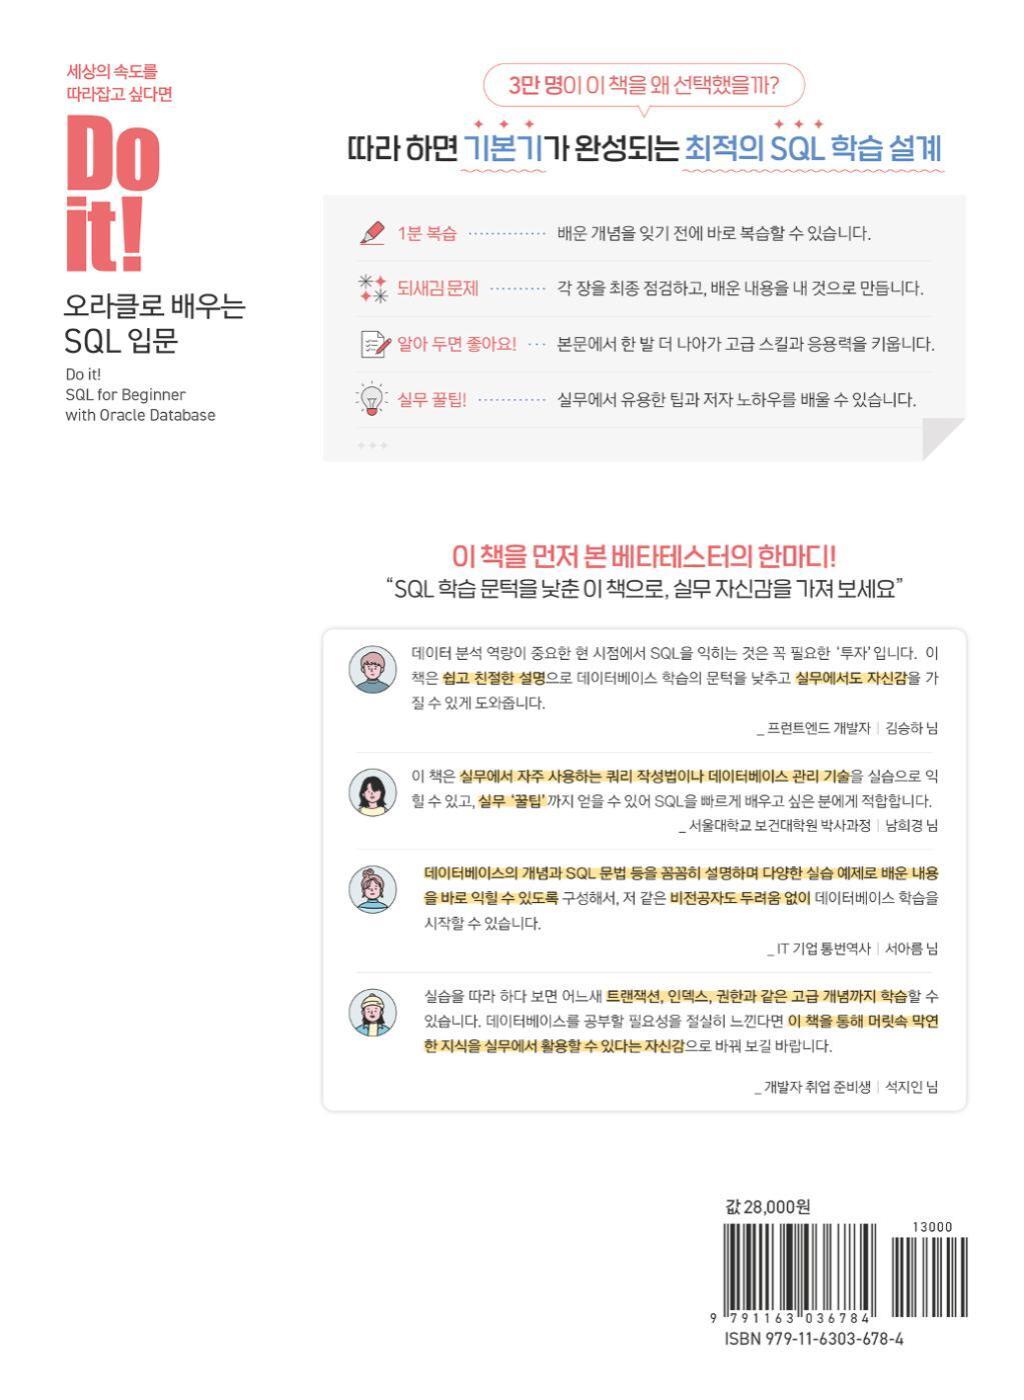 세상의 속도를
따라잡고 싶다면
Do
it!
오라클로 배우는
SQL 입문
Do it!
SQL for Beginner
with Oracle Database
3만 명이 이 책을 왜 선택했을까?
따라 하면 기본기가 완성되는 최적의 SQL 학습 설계
1분 복습 배운 개념을 잊기 전에 바로 복습할 수 있습니다.
되새김 문제 각 장을 최종 점검하고, 배운 내용을 내 것으로 만듭니다.
알아 두면 좋아요! 본문에서 한 발 더 나아가 고급 스킬과 응용력을 키웁니다.
실무 꿀팁! 실무에서 유용한 팁과 저자 노하우를 배울 수 있습니다.
이 책을 먼저 본 베타테스터의 한마디!
“SQL 학습 문턱을 낮춘 이 책으로, 실무 자신감을 가져 보세요”
데이터 분석 역량이 중요한 현 시점에서 SQL을 익히는 것은 꼭 필요한 ‘투자’입니다. 이
책은 쉽고 친절한 설명으로 데이터베이스 학습의 문턱을 낮추고 실무에서도 자신감을 가
질 수 있게 도와줍니다.
_ 프런트엔드 개발자 | 김승하 님
이 책은 실무에서 자주 사용하는 쿼리 작성법이나 데이터베이스 관리 기술을 실습으로 익
힐 수 있고, 실무 ‘꿀팁’까지 얻을 수 있어 SQL을 빠르게 배우고 싶은 분에게 적합합니다.
_ 서울대학교 보건대학원 박사과정 | 남희경 님
데이터베이스의 개념과 SQL 문법 등을 꼼꼼히 설명하며 다양한 실습 예제로 배운 내용
을 바로 익힐 수 있도록 구성해서, 저 같은 비전공자도 두려움 없이 데이터베이스 학습을
시작할 수 있습니다.
_ IT 기업 통번역사 | 서아름 님
실습을 따라 하다 보면 어느새 트랜잭션, 인덱스, 권한과 같은 고급 개념까지 학습할 수
있습니다. 데이터베이스를 공부할 필요성을 절실히 느낀다면 이 책을 통해 머릿속 막연
한 지식을 실무에서 활용할 수 있다는 자신감으로 바꿔 보길 바랍니다.
_ 개발자 취업 준비생 | 석지인 님
값 28,000원
13000
9 791163 036784
ISBN 979-11-6303-678-4